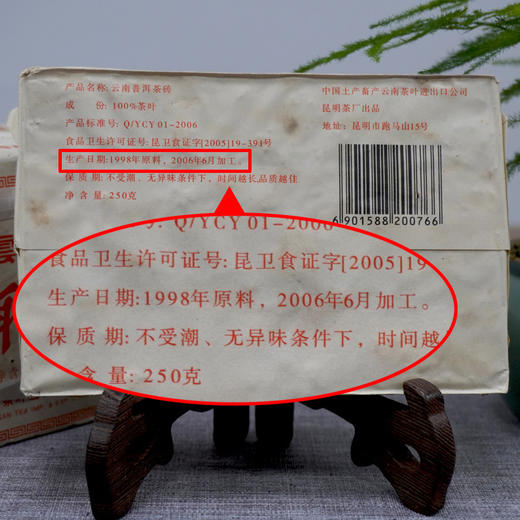 产品名称:云南普洱茶砖
成　份:100%茶叶
产品标准号:Q/YCY 01-2006
食品卫生许可证号:昆卫食证字[2005]19-391号
生产日期:1998年原料，2006年6月加工。
保 质 期:不受潮、无异味条件下，时间越长,品质越佳
净 含 量:250克
中国土产畜产云南茶叶进出口公司
昆明茶厂出品
地址:昆明市跑马山15号
6 901588 200766
号: Q/YCY 01-2006
食品卫生许可证号:昆卫食证字[2005]19
生产日期:1998年原料，2006年6月加工。
保 质 期:不受潮、无异味条件下，时间越
含 量:250克